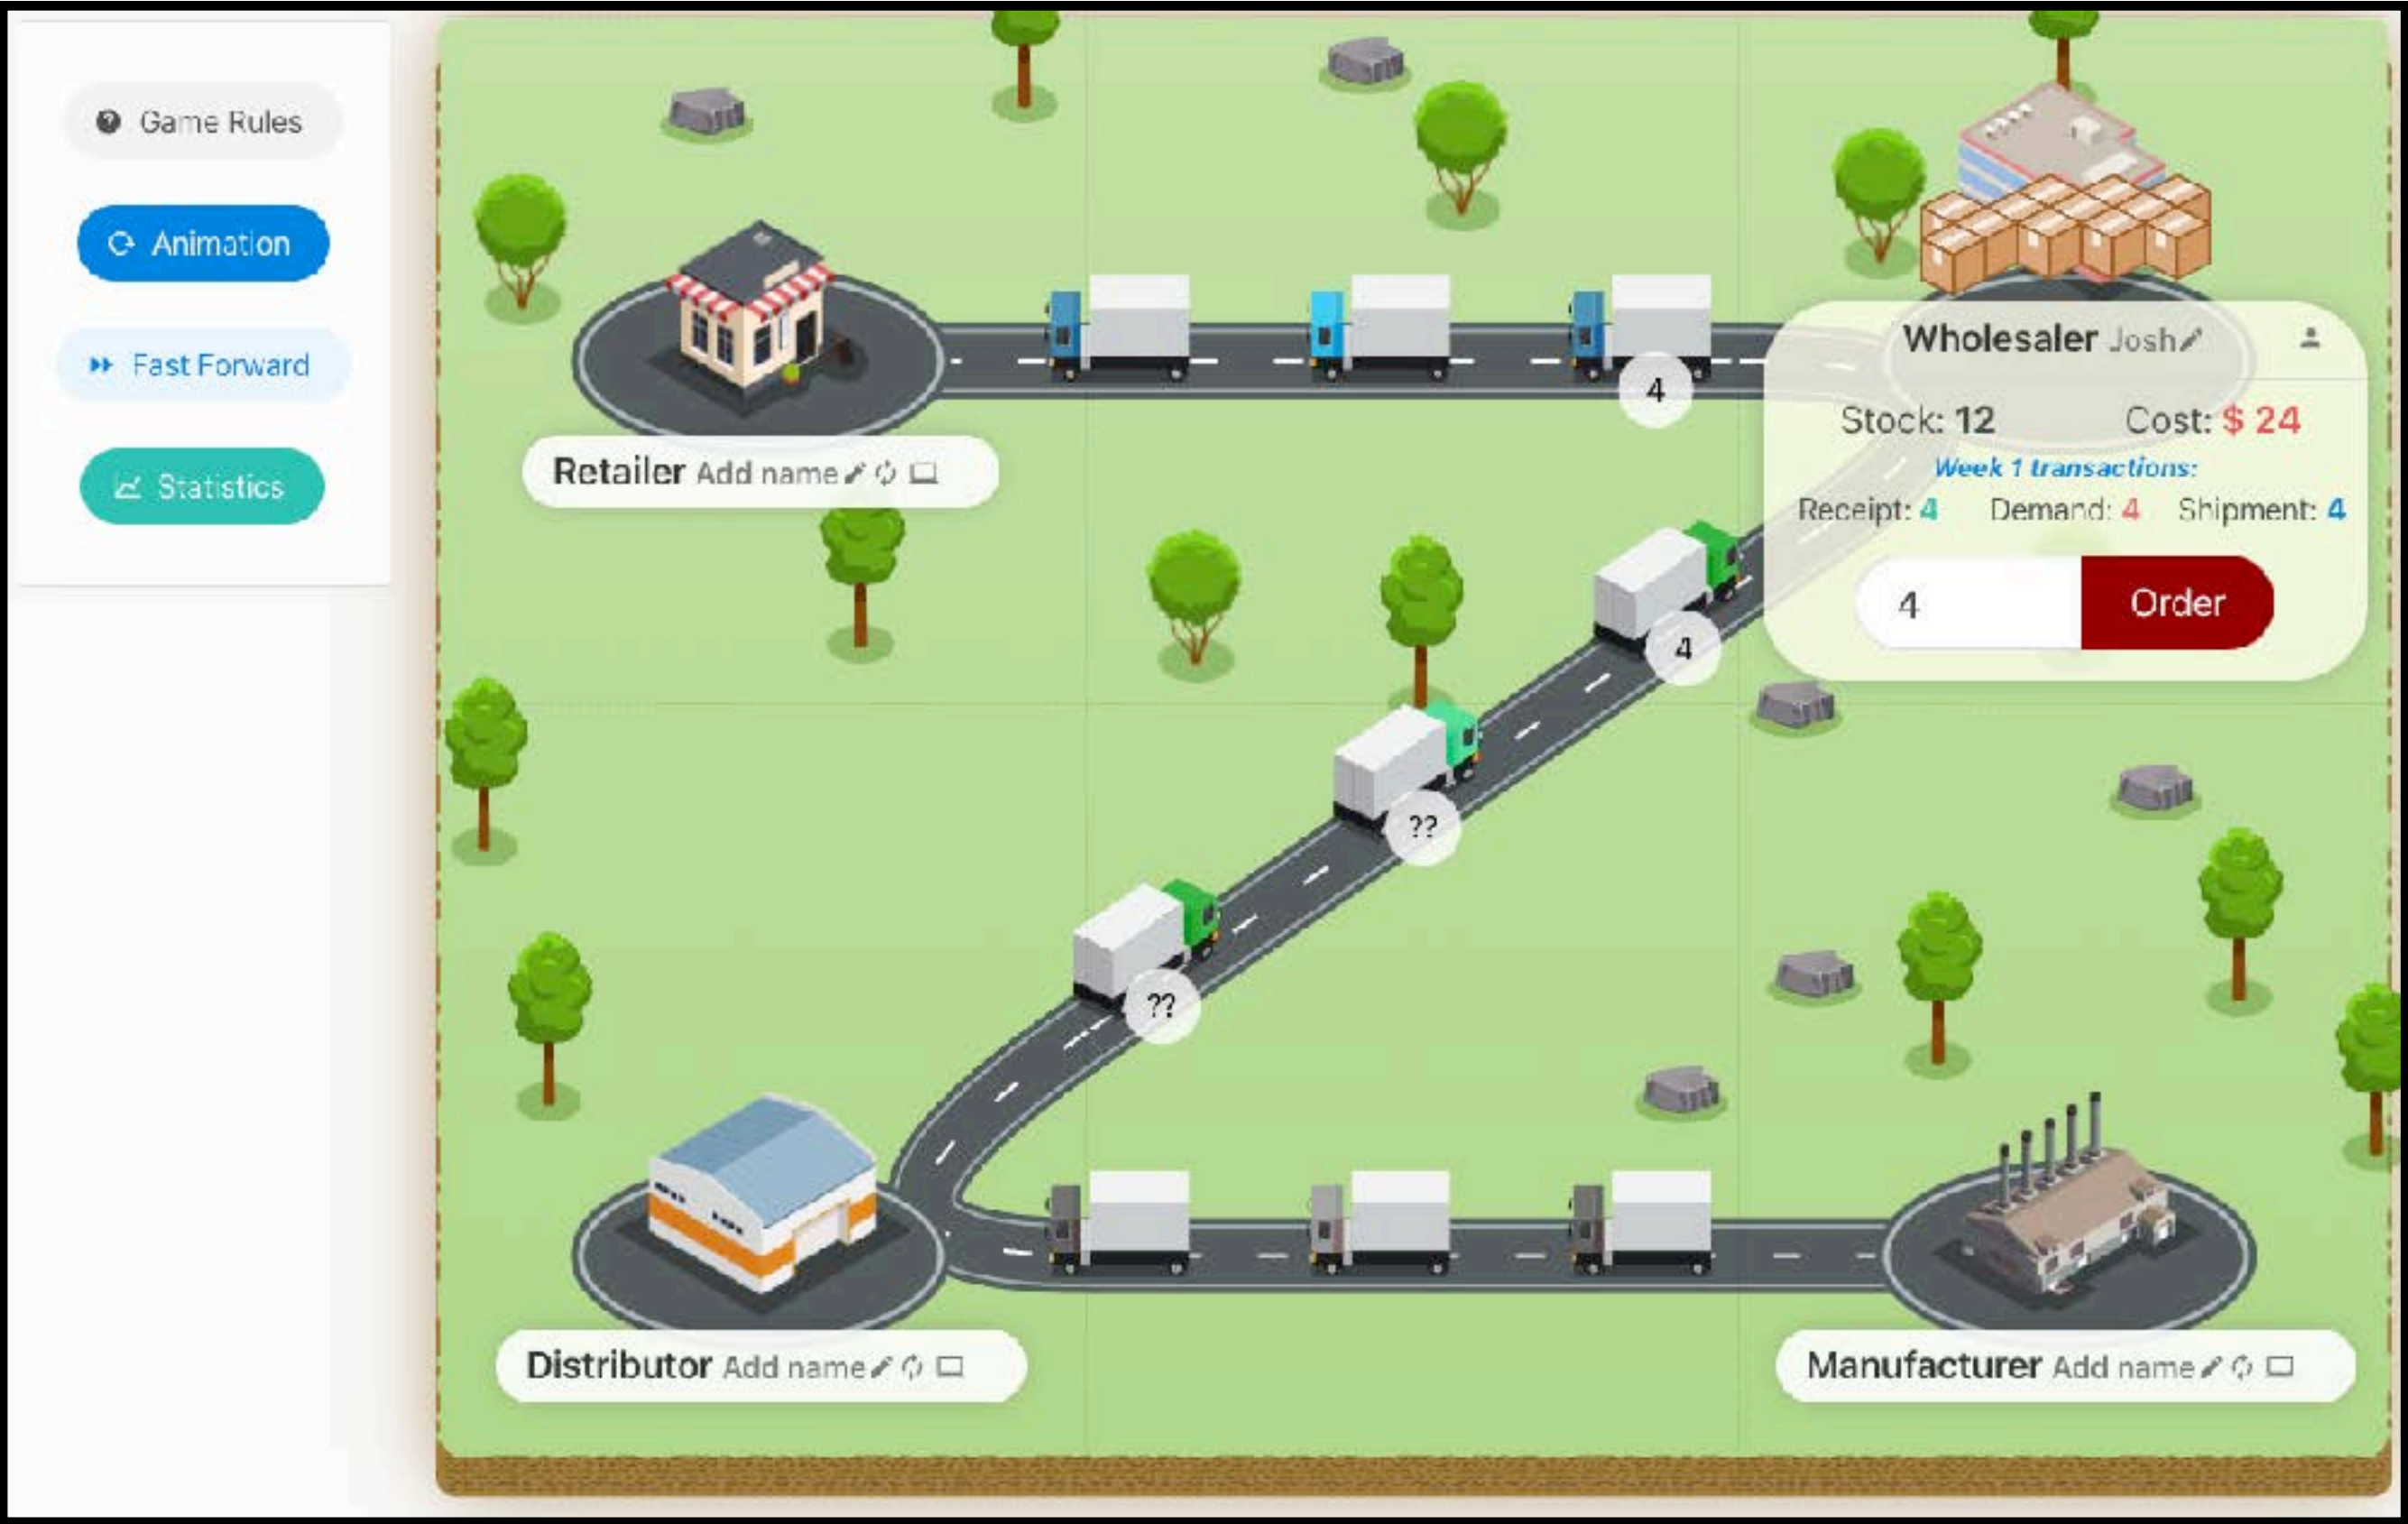 Game Rules
Animation
Fast Forward
Statistics
Wholesaler Josh
Stock: 12 Cost: $ 24
Week 1 transactions:
Receipt: 4 Demand: 4 Shipment: 4
4 Order
4
Retailer Add name
4
??
??
Distributor Add name
Manufacturer Add name